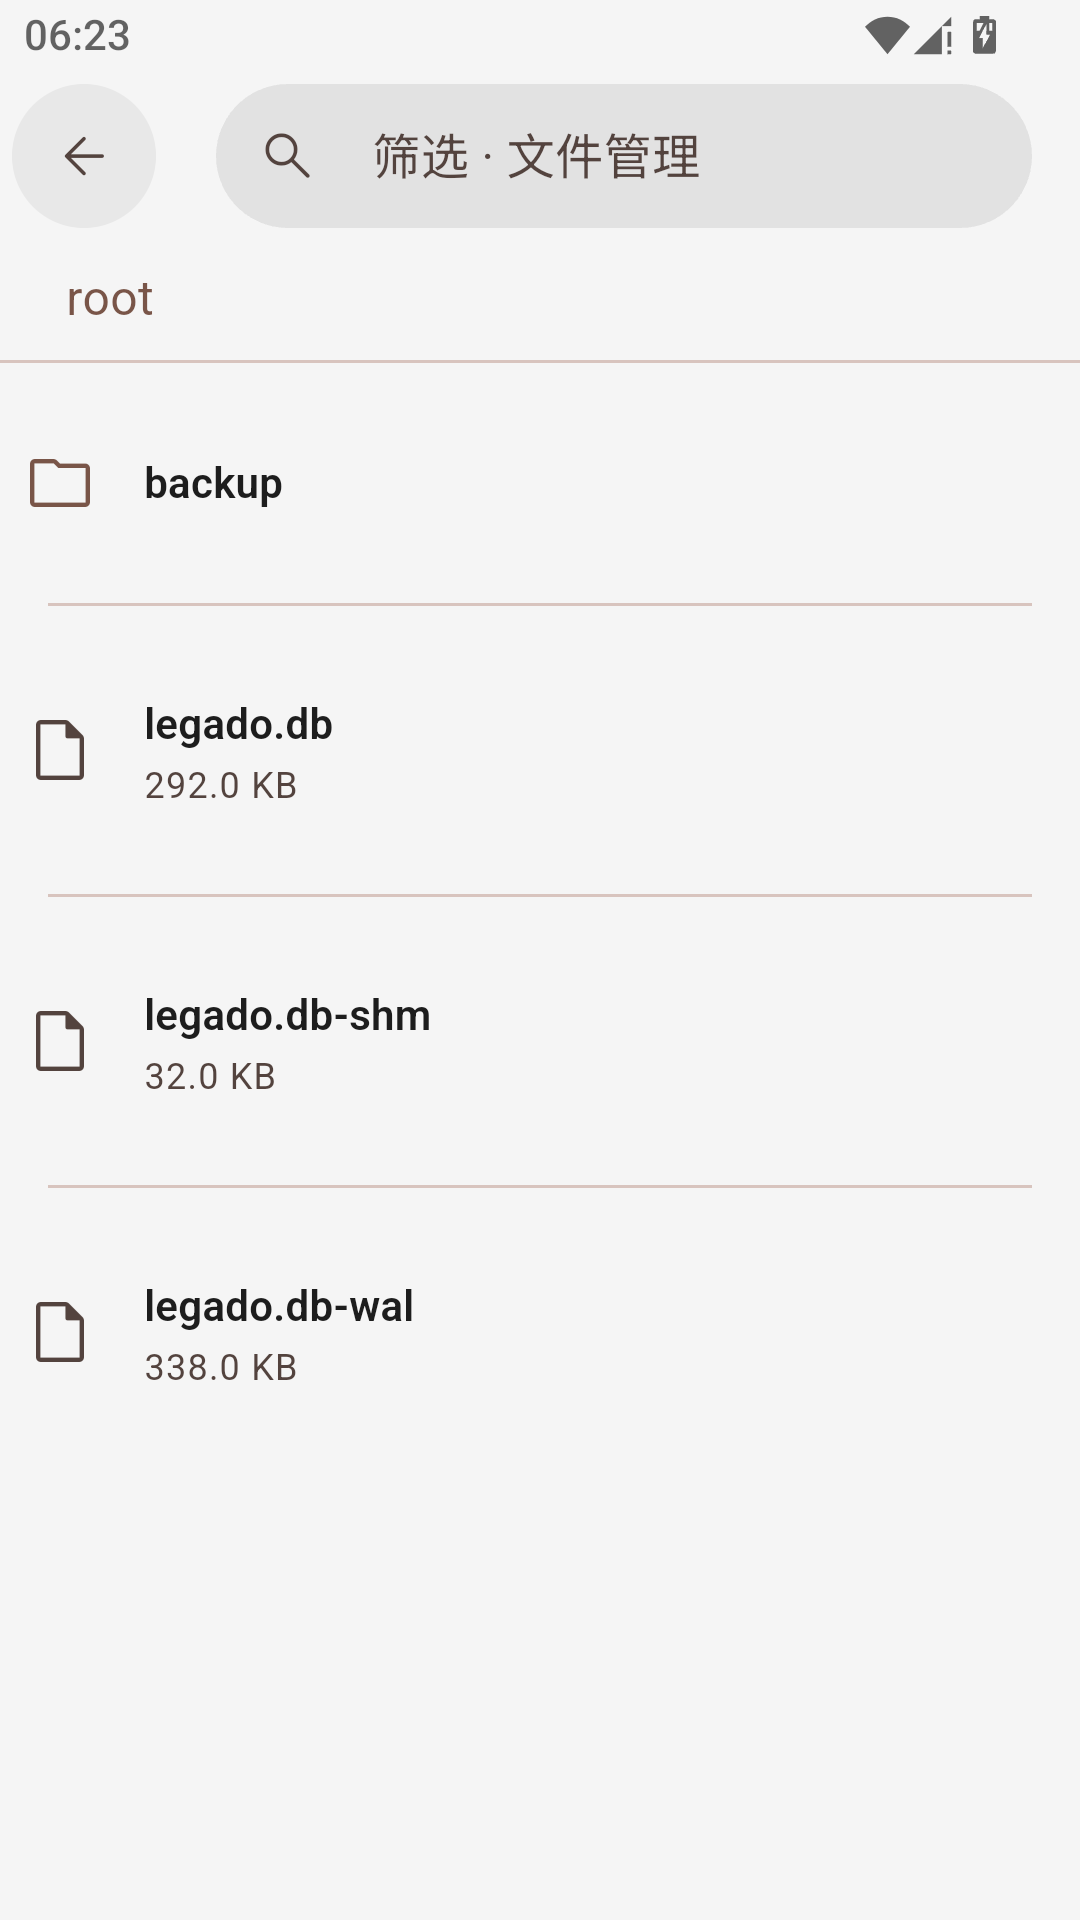 06:23
筛选 · 文件管理
root
backup
legado.db
292.0 KB
legado.db-shm
32.0 KB
legado.db-wal
338.0 KB